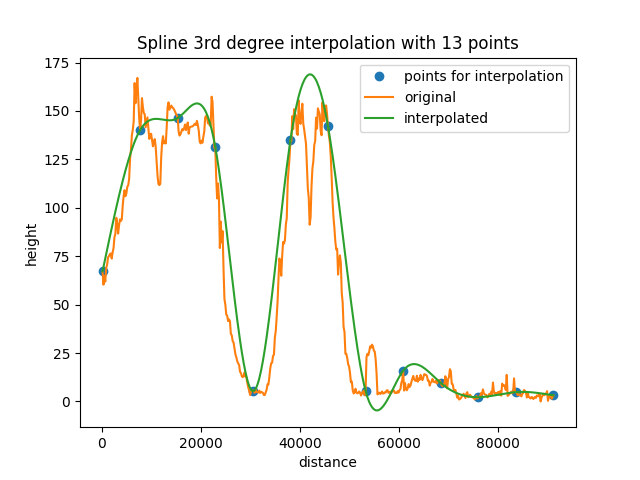 Spline 3rd degree interpolation with 13 points
points for interpolation
original
interpolated
175
150
125
100
75
50
25
0
height
0 20000 40000 60000 80000
distance